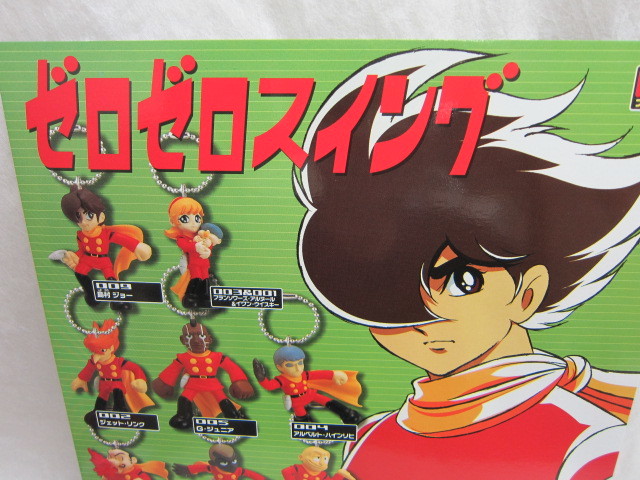 ゼロゼロスイング
009
島村 ジョー
003&001
フランソワーズ・アルヌール
&イワン・ウイスキー
002
ジェット・リンク
005
G・ジュニア
004
アルベルト・ハインリヒ